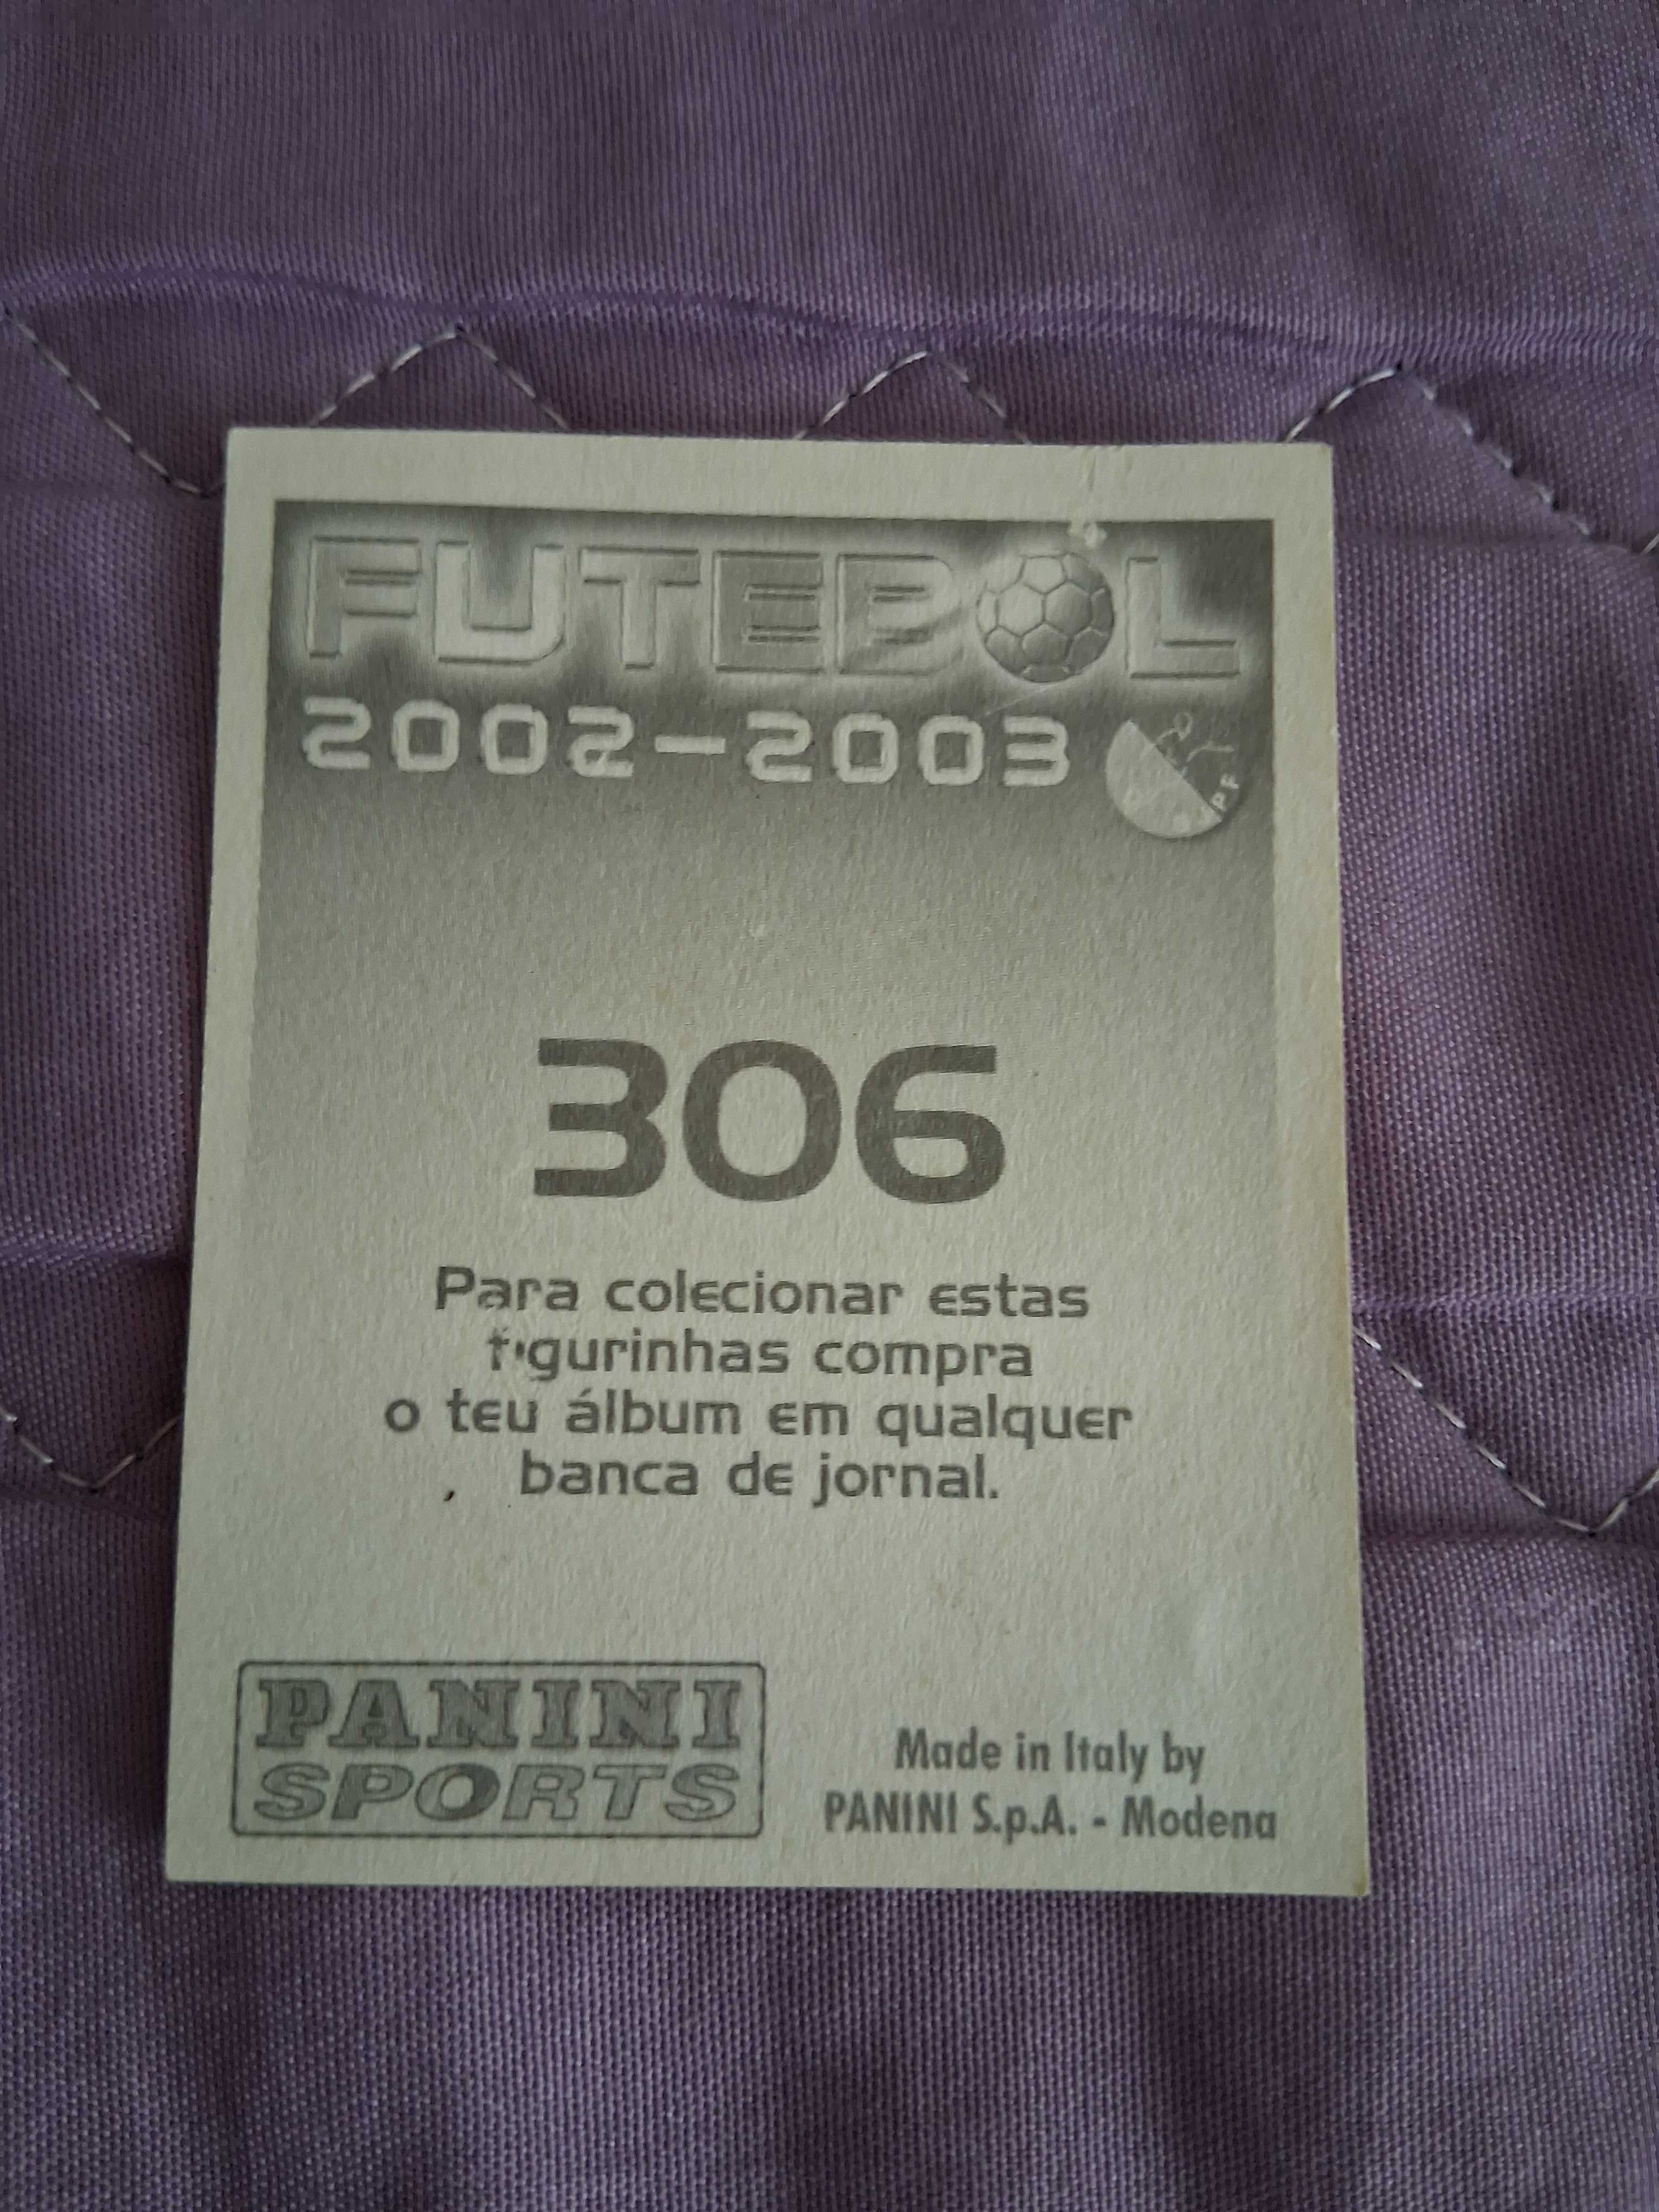 FUTEBOL
2002-2003
PF
306
Para colecionar estas
figurinhas compra
o teu álbum em qualquer
banca de jornal.
PANINI
SPORTS
Made in Italy by
PANINI S.p.A. - Modena